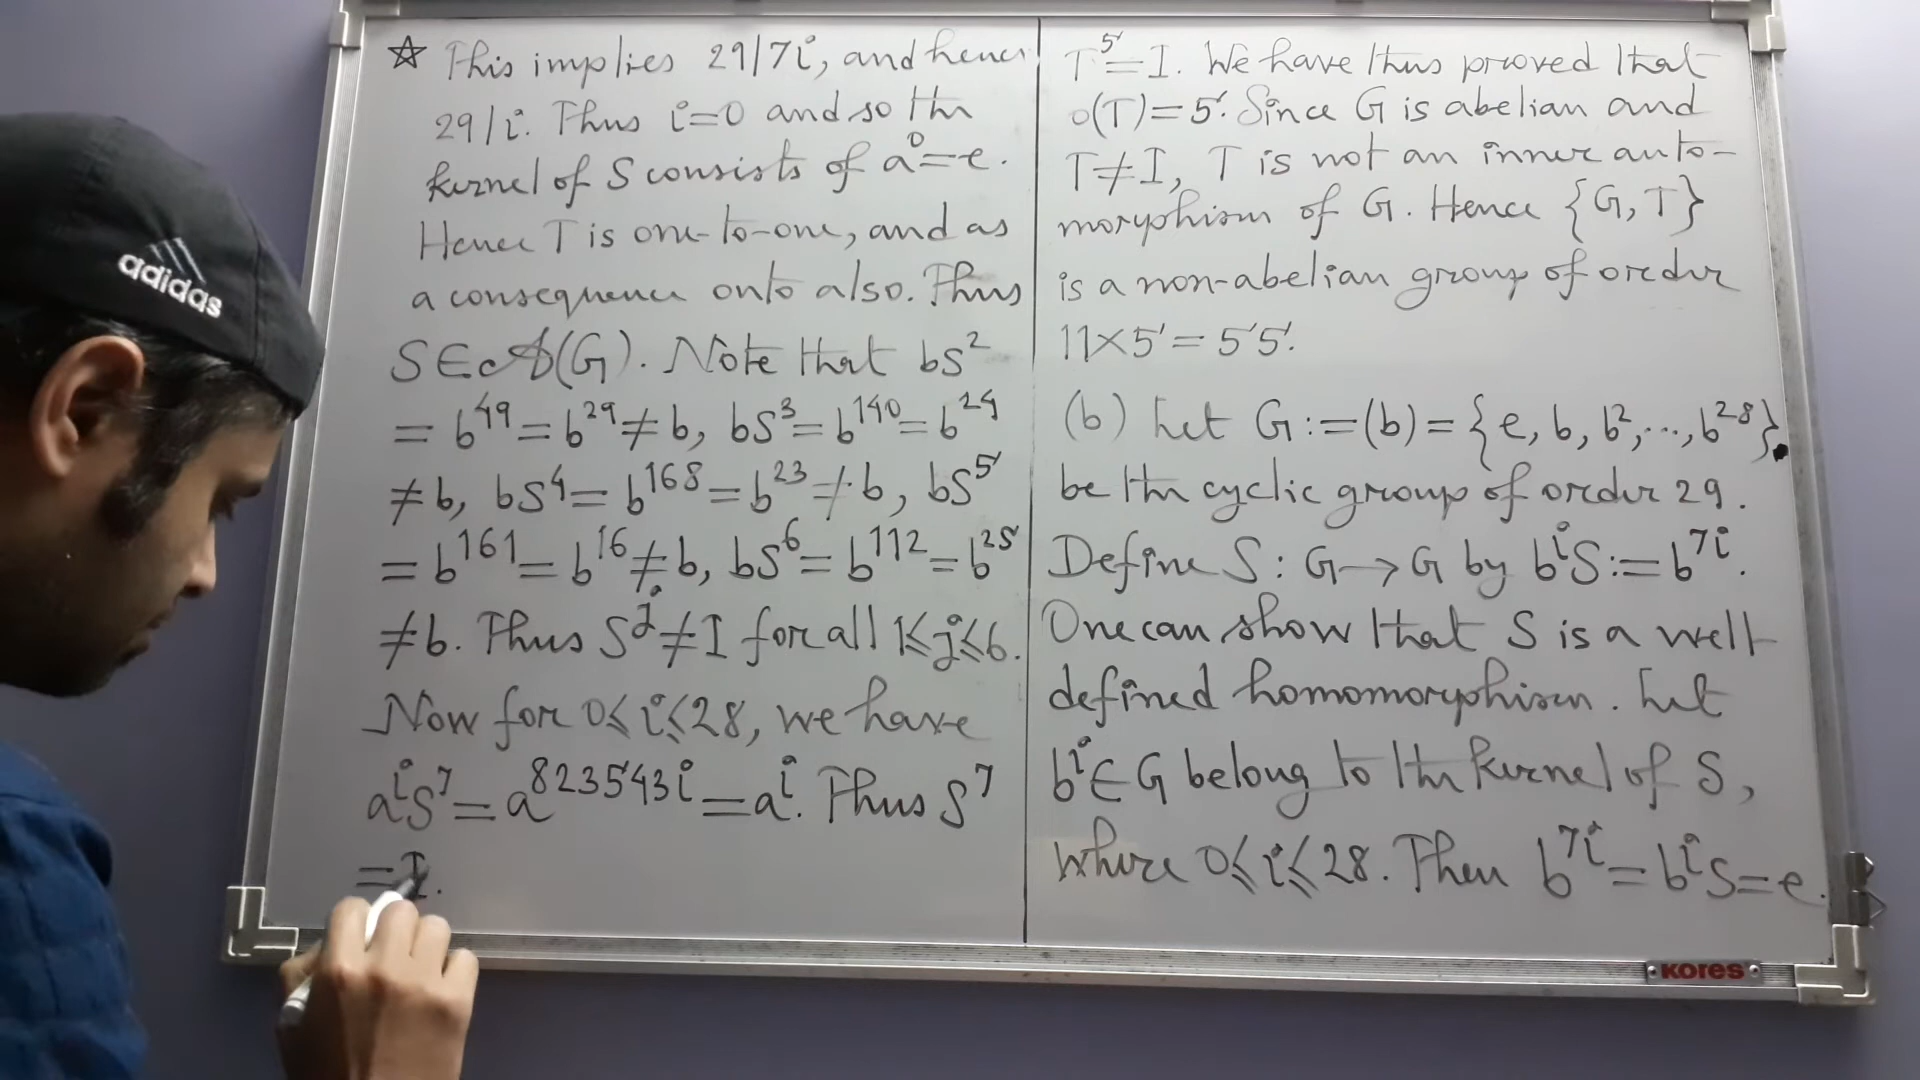 ☆ This implies 29/7i, and hence
29/i. Thus i=0 and so the
kernel of S consists of a⁰=e.
Hence T is one-to-one, and as
a consequence onto also. Thus
S∈𝒜(G). Note that bS²
=b⁴⁹=b²⁹≠b, bS³=b¹⁴⁰=b²⁴
≠b, bS⁴=b¹⁶⁸=b²³≠b, bS⁵
=b¹⁶¹=b¹⁶≠b, bS⁶=b¹¹²=b²⁵
≠b. Thus Sʲ≠I for all 1≤j≤6.
Now for 0≤i≤28, we have
aⁱS⁷=a⁸²³⁵⁴³ⁱ=aⁱ. Thus S⁷
=I.
T⁵=I. We have thus proved that
o(T)=5. Since G is abelian and
T≠I, T is not an inner auto-
morphism of G. Hence {G,T}
is a non-abelian group of order
11×5=55.
(b) Let G:=(b)={e,b,b²,...,b²⁸}
be the cyclic group of order 29.
Define S:G→G by bⁱS:=b⁷ⁱ.
One can show that S is a well
defined homomorphism. Let
bⁱ∈G belong to the kernel of S,
where 0≤i≤28. Then b⁷ⁱ=bⁱS=e.
adidas
KORES